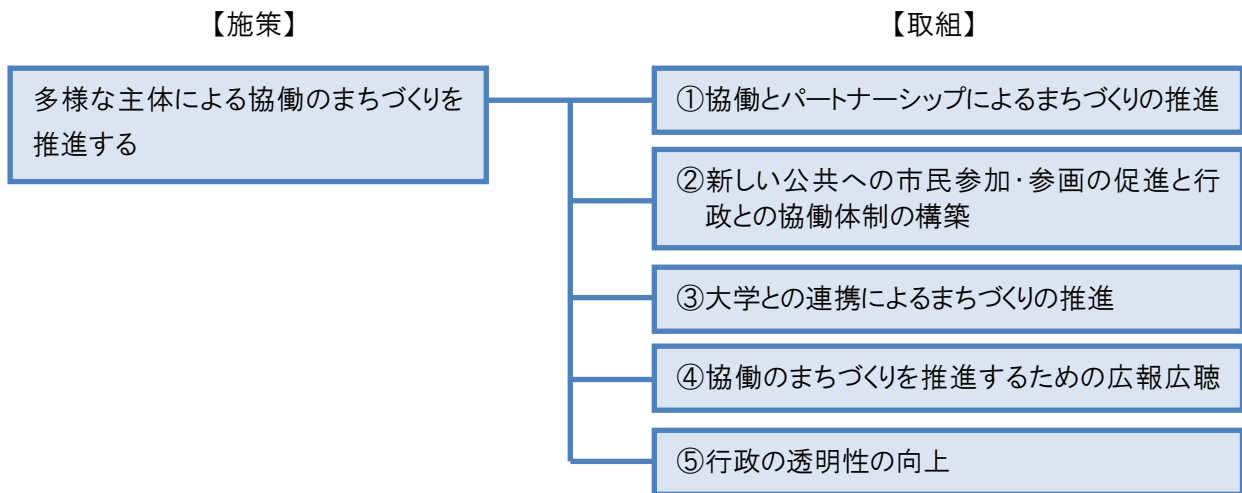 【施策】
【取組】
多様な主体による協働のまちづくりを
推進する
①協働とパートナーシップによるまちづくりの推進
②新しい公共への市民参加・参画の促進と行
政との協働体制の構築
③大学との連携によるまちづくりの推進
④協働のまちづくりを推進するための広報広聴
⑤行政の透明性の向上